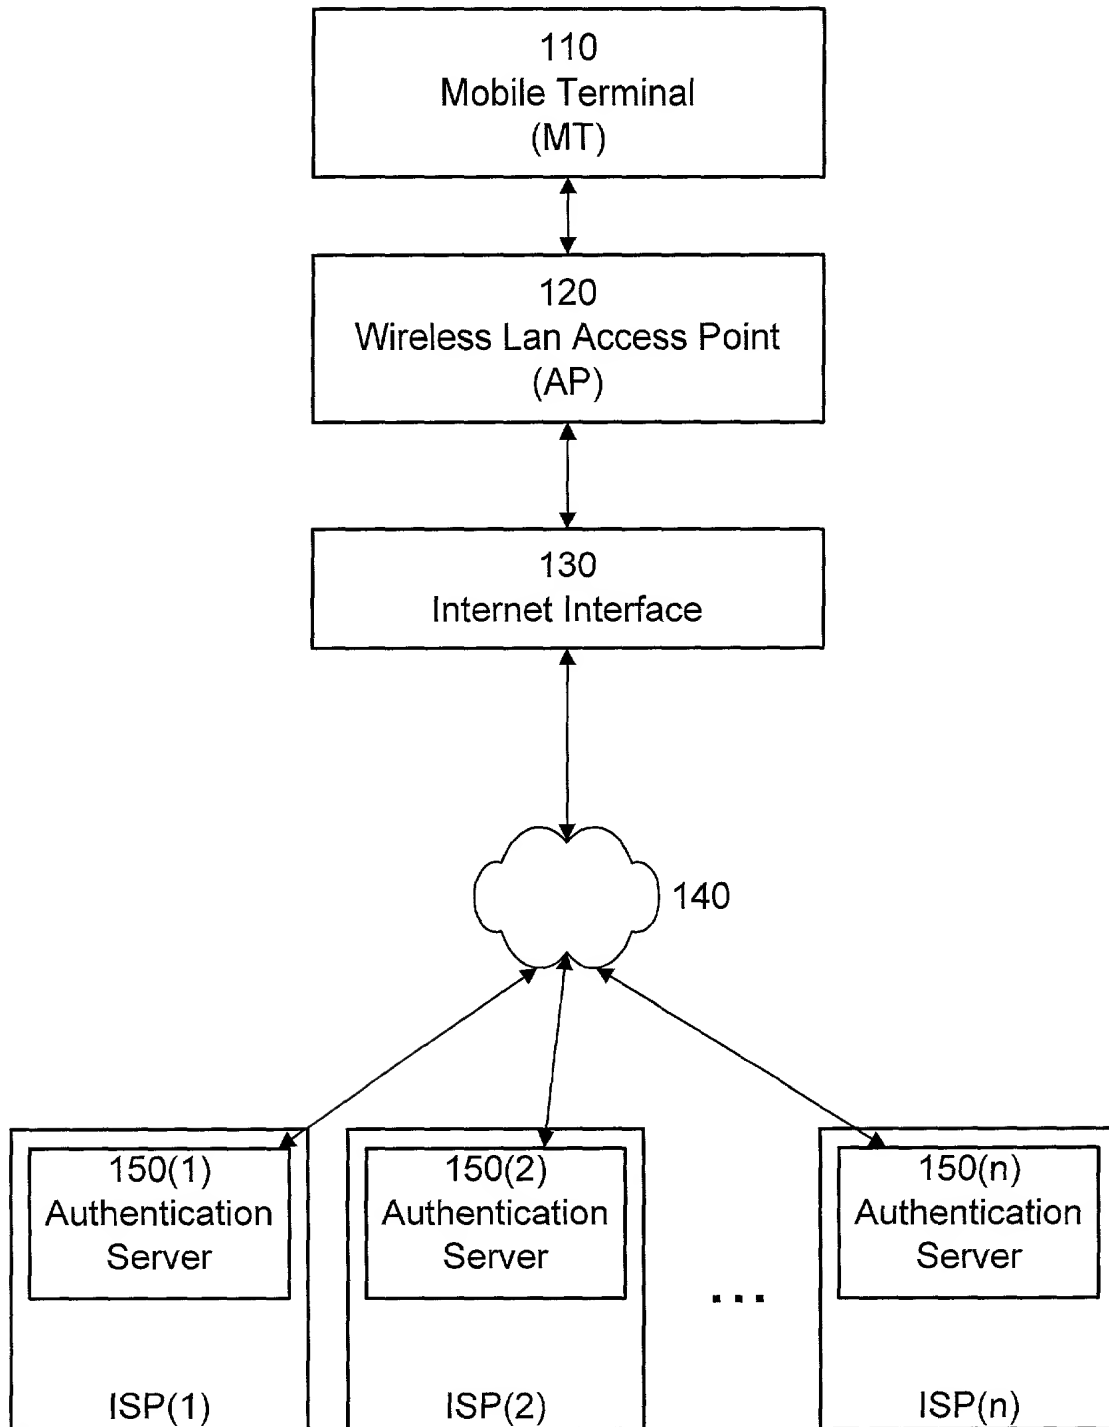 110
Mobile Terminal
(MT)
120
Wireless Lan Access Point
(AP)
130
Internet Interface
140
150(1)
Authentication
Server
ISP(1)
150(2)
Authentication
Server
ISP(2)
...
150(n)
Authentication
Server
ISP(n)